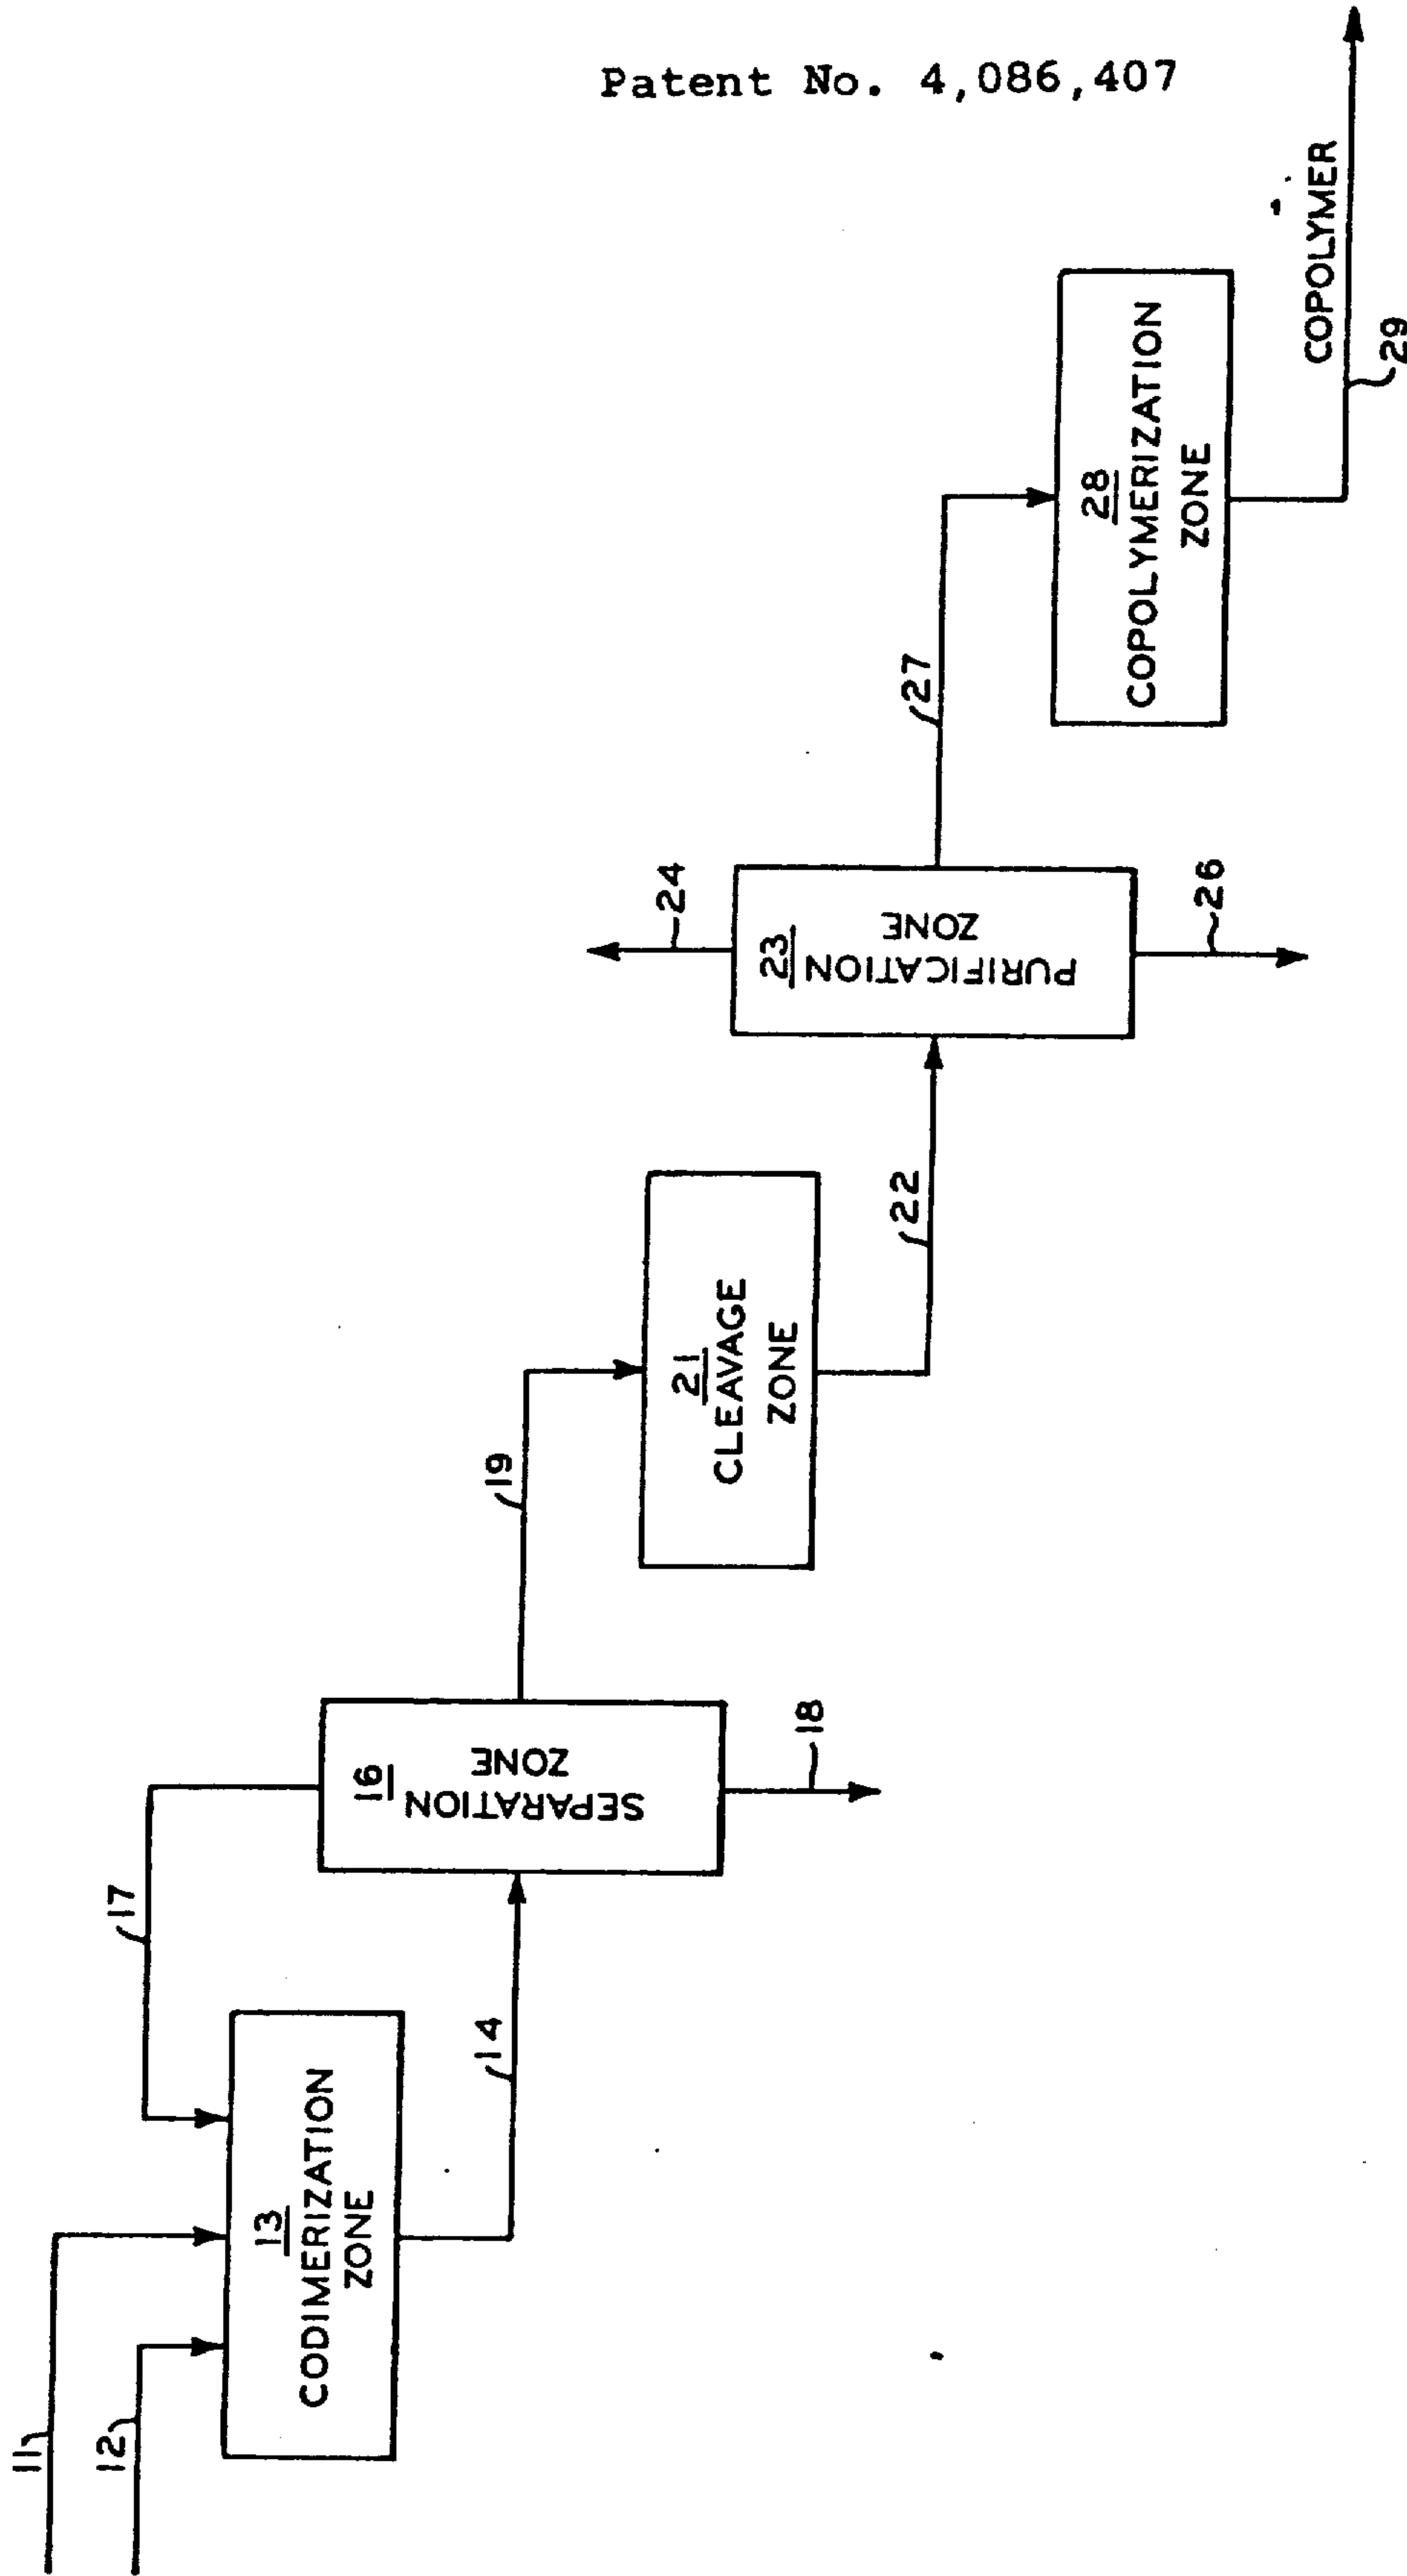 Patent No. 4,086,407
11
12
13
CODIMERIZATION
ZONE
14
17
16
SEPARATION
ZONE
18
19
21
CLEAVAGE
ZONE
22
23
PURIFICATION
ZONE
24
26
27
28
COPOLYMERIZATION
ZONE
COPOLYMER
29